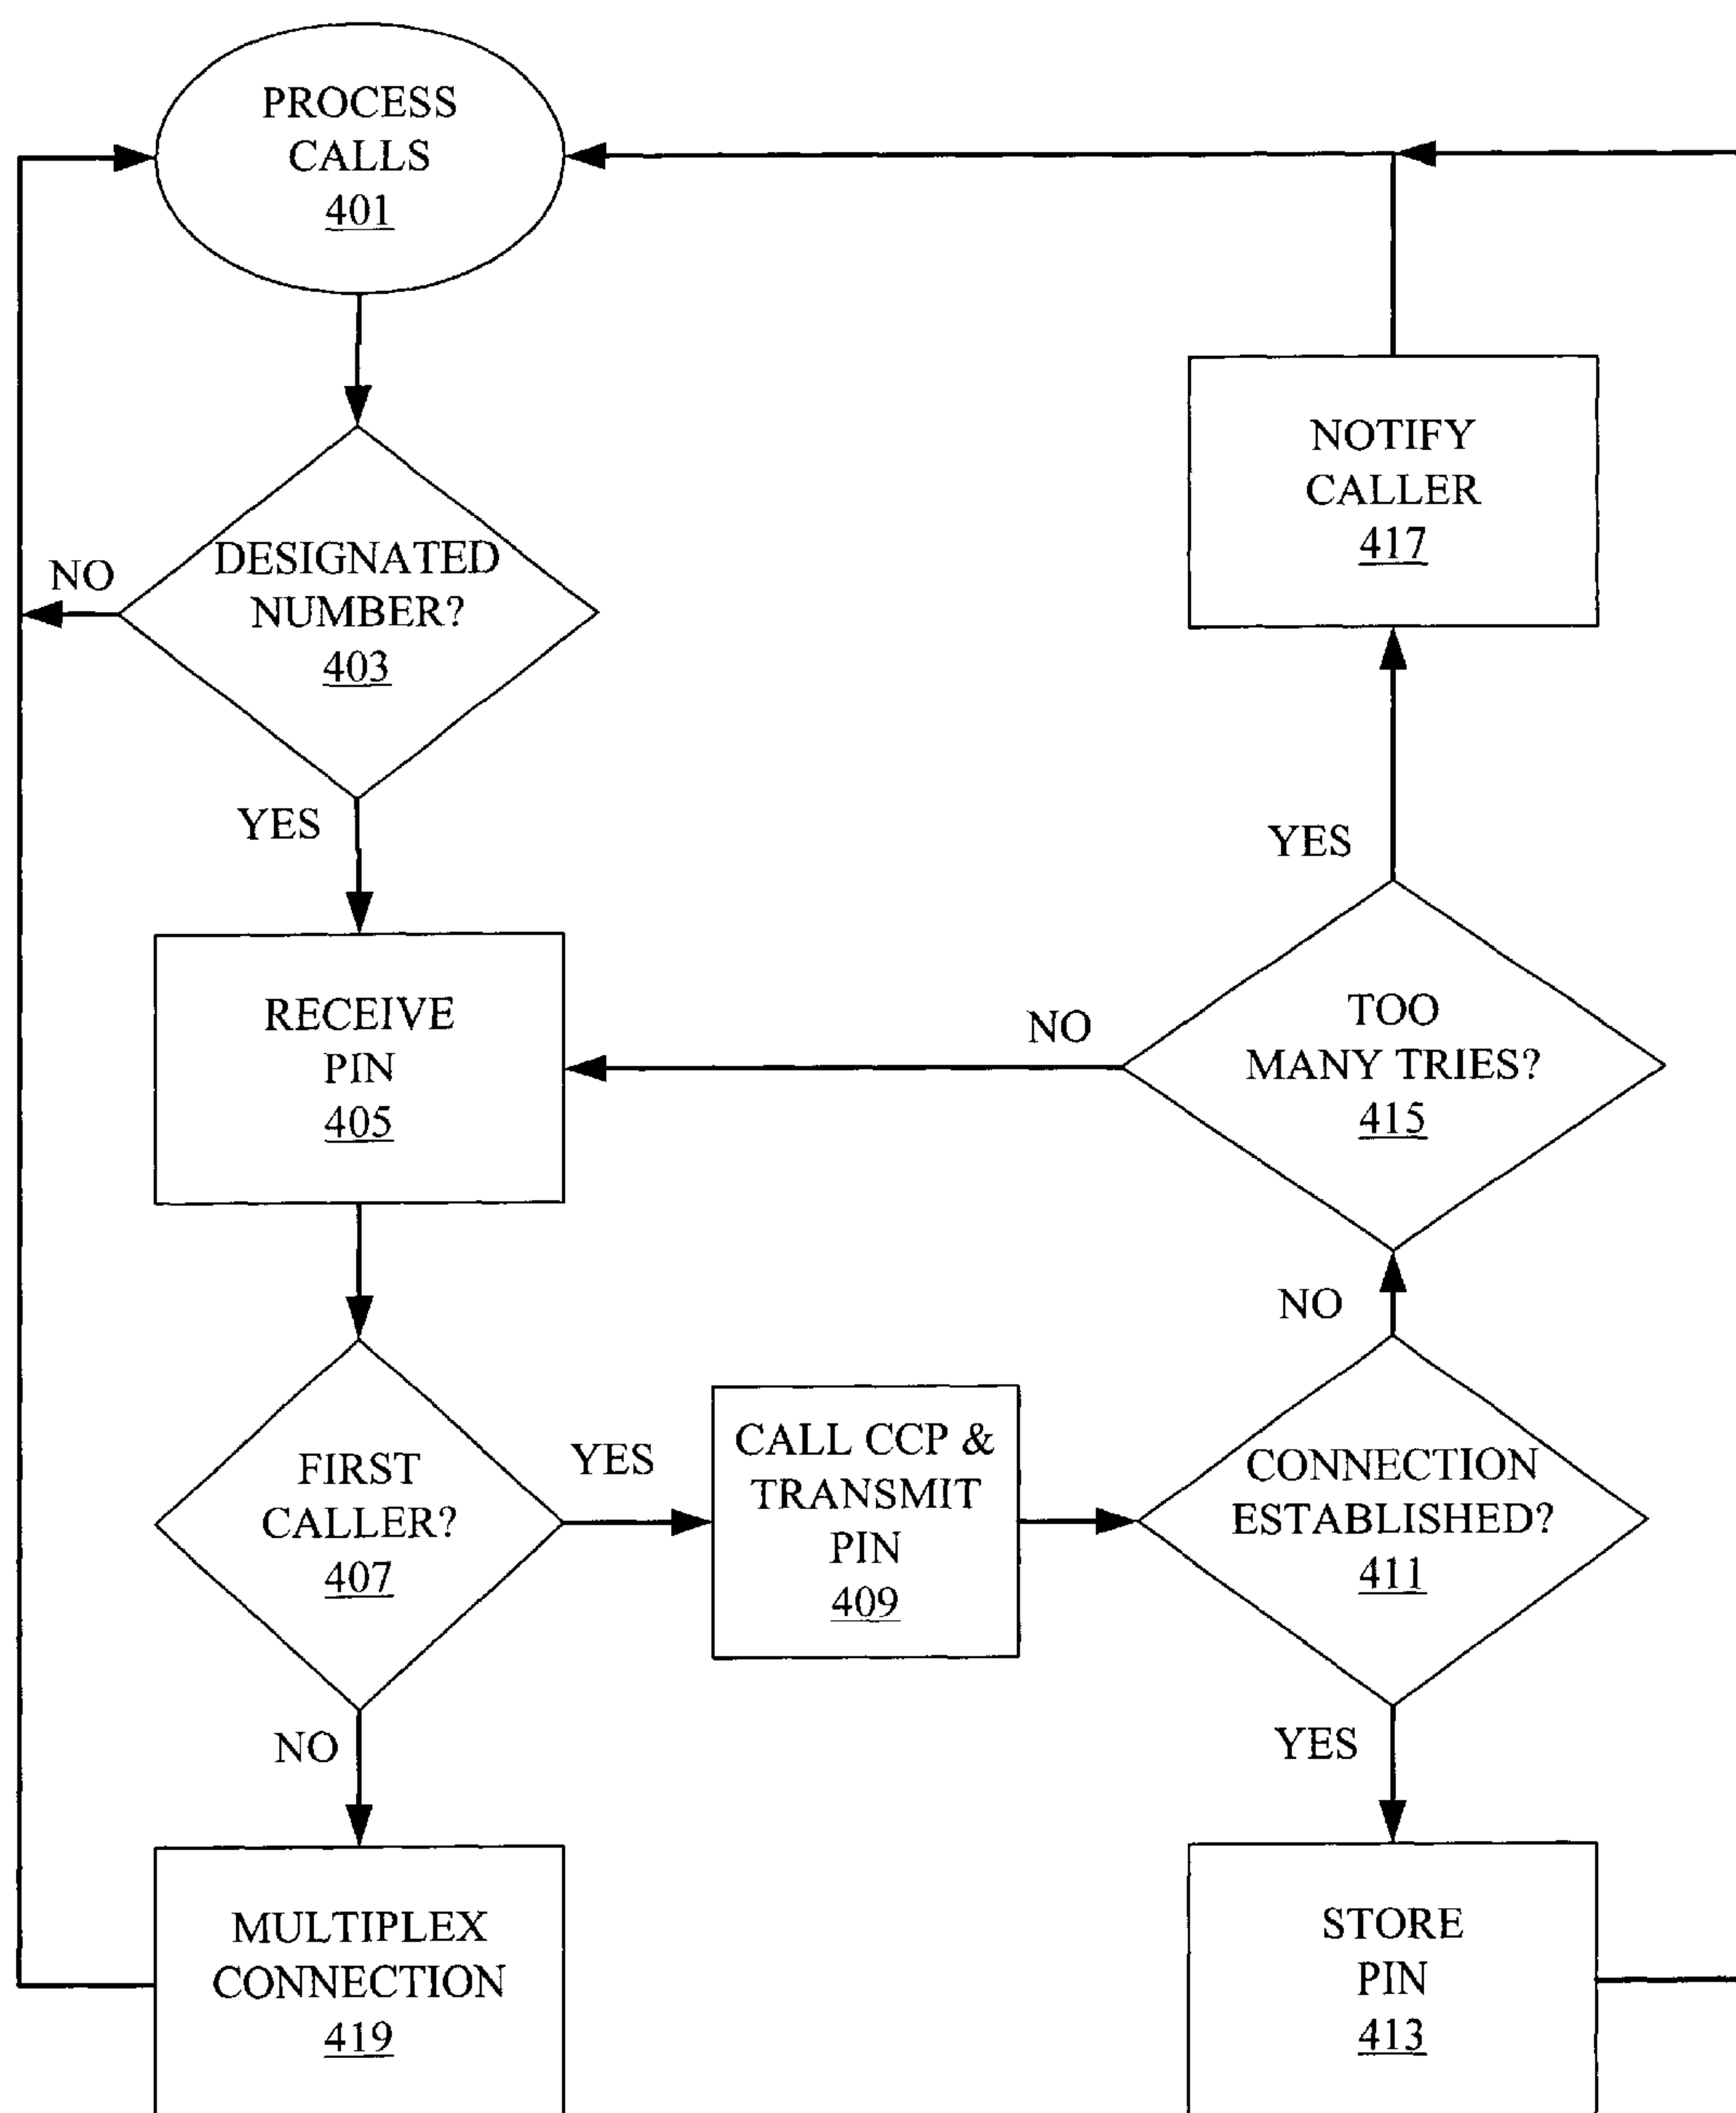 PROCESS
CALLS
401
DESIGNATED
NUMBER?
403
NO
YES
NOTIFY
CALLER
417
YES
RECEIVE
PIN
405
NO
TOO
MANY TRIES?
415
NO
FIRST
CALLER?
407
YES
CALL CCP &
TRANSMIT
PIN
409
CONNECTION
ESTABLISHED?
411
NO
YES
MULTIPLEX
CONNECTION
419
STORE
PIN
413